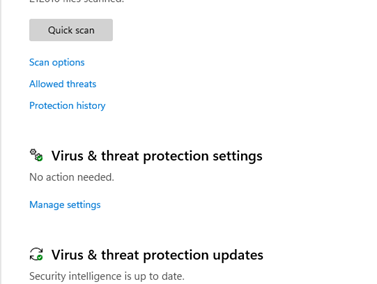 files scanned.
Quick scan
Scan options
Allowed threats
Protection history
Virus & threat protection settings
No action needed.
Manage settings
Virus & threat protection updates
Security intelligence is up to date.